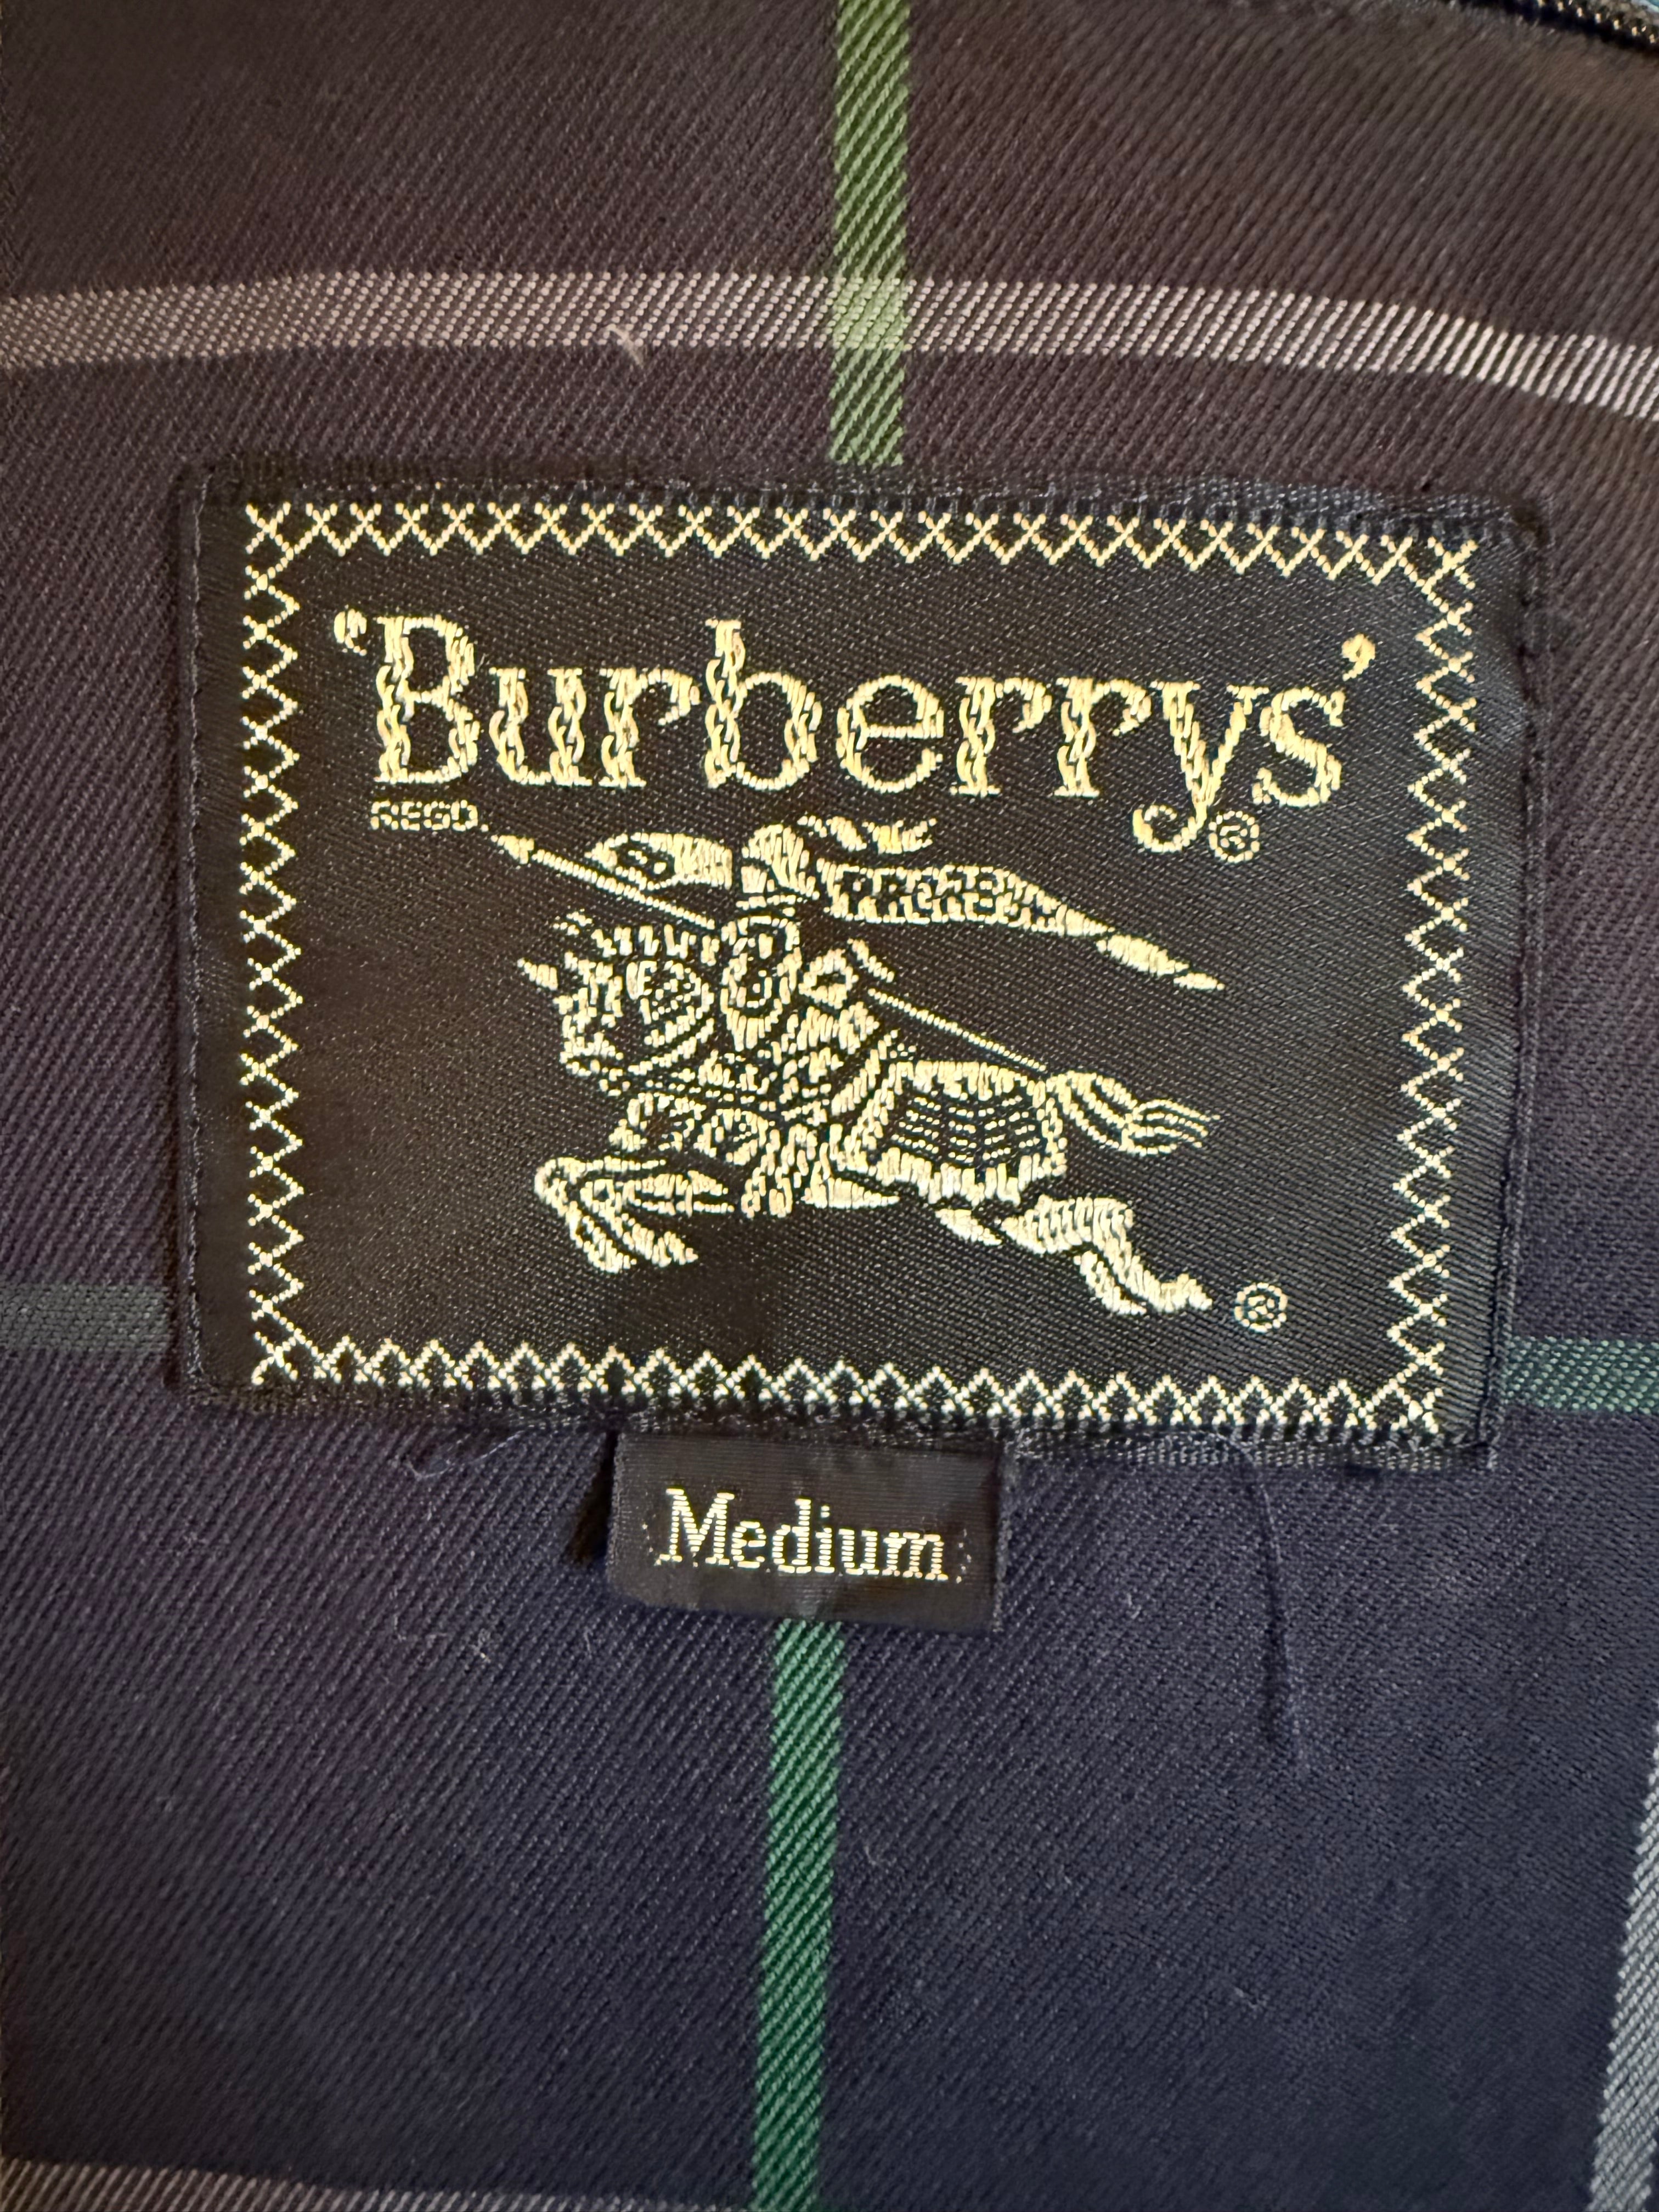 'Burberrys'
REGD. ®
PRORSUM
®
Medium